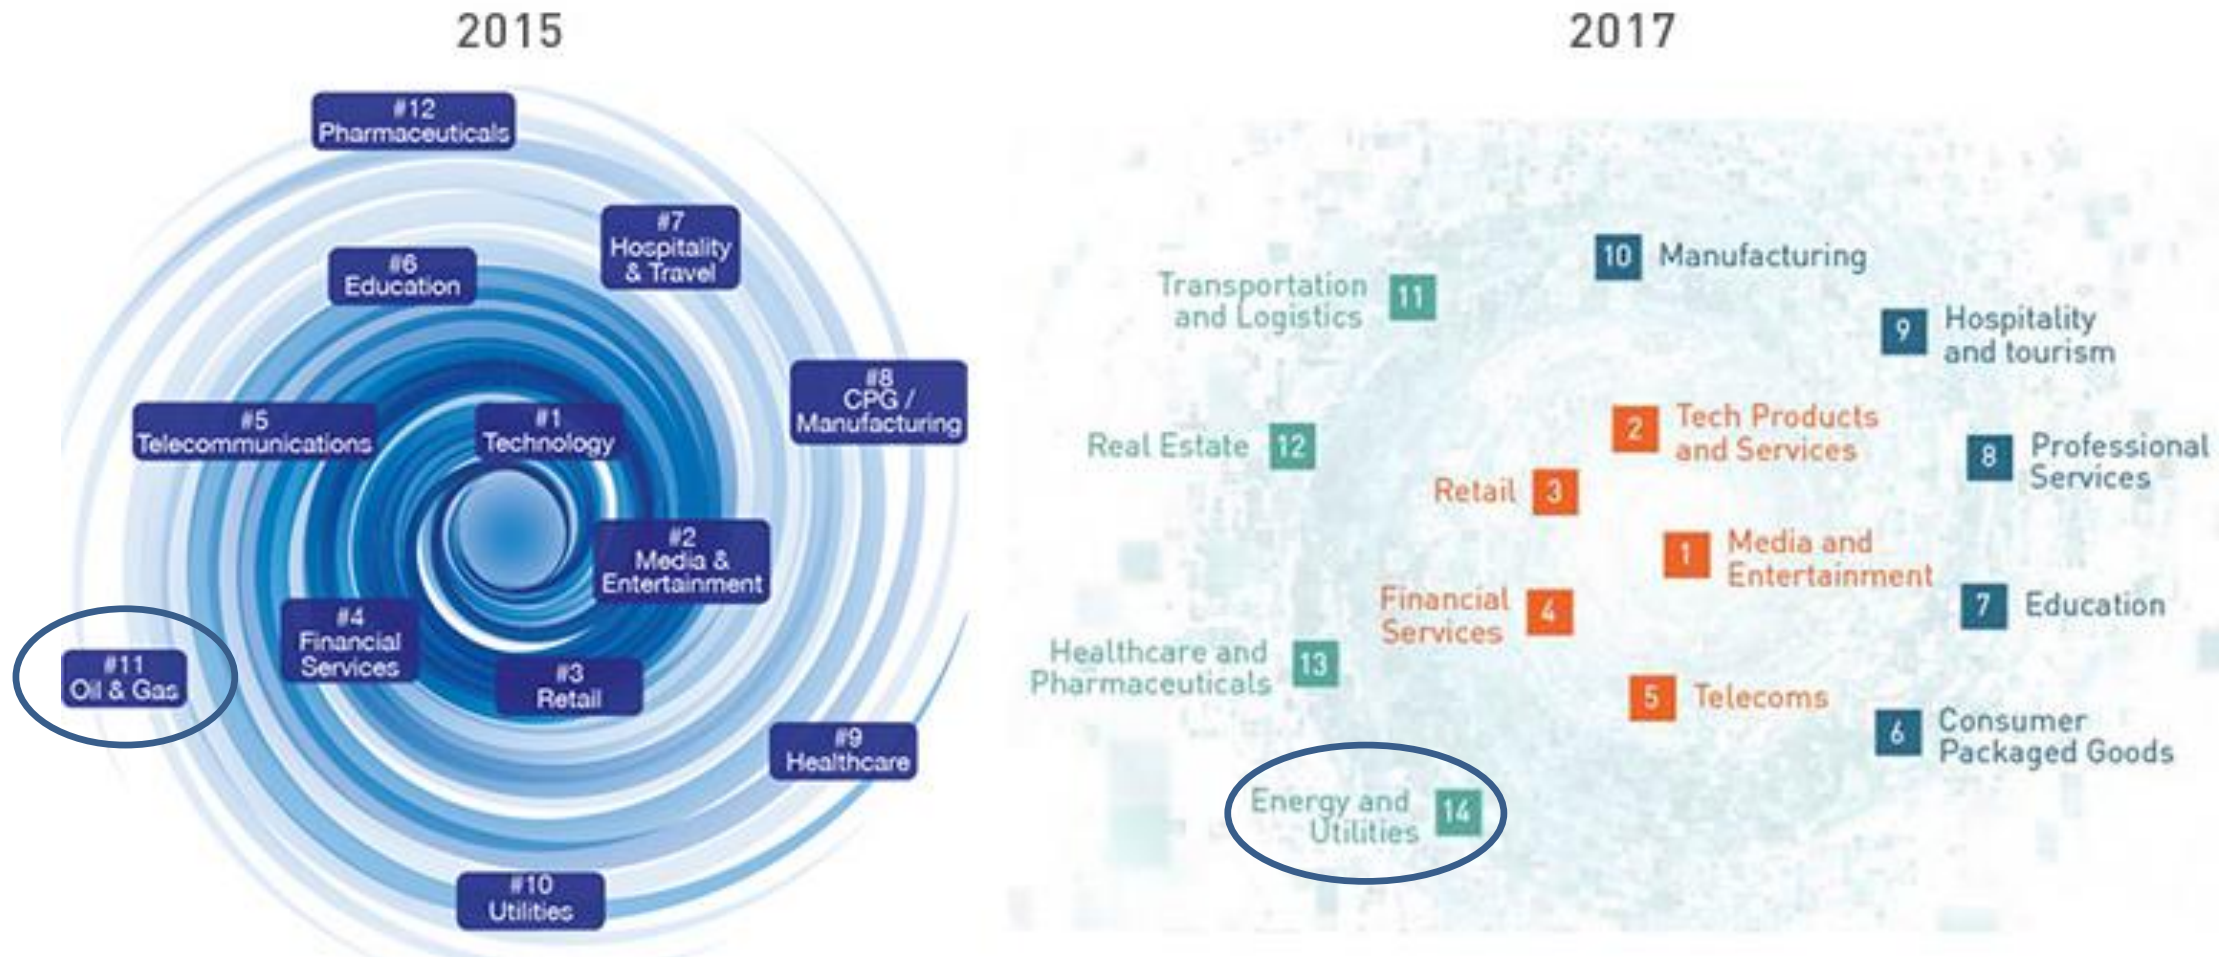 2015
#12
Pharmaceuticals
#7
Hospitality
& Travel
#6
Education
#8
CPG /
Manufacturing
#5
Telecommunications
#1
Technology
#2
Media &
Entertainment
#4
Financial
Services
#11
Oil & Gas
#3
Retail
#9
Healthcare
#10
Utilities
2017
10 Manufacturing
Transportation
and Logistics
11
9
Hospitality
and tourism
2
Tech Products
and Services
Real Estate 12
8
Professional
Services
Retail 3
1
Media and
Entertainment
Financial
Services
4
7 Education
Healthcare and
Pharmaceuticals
13
5 Telecoms
6
Consumer
Packaged Goods
Energy and
Utilities
14